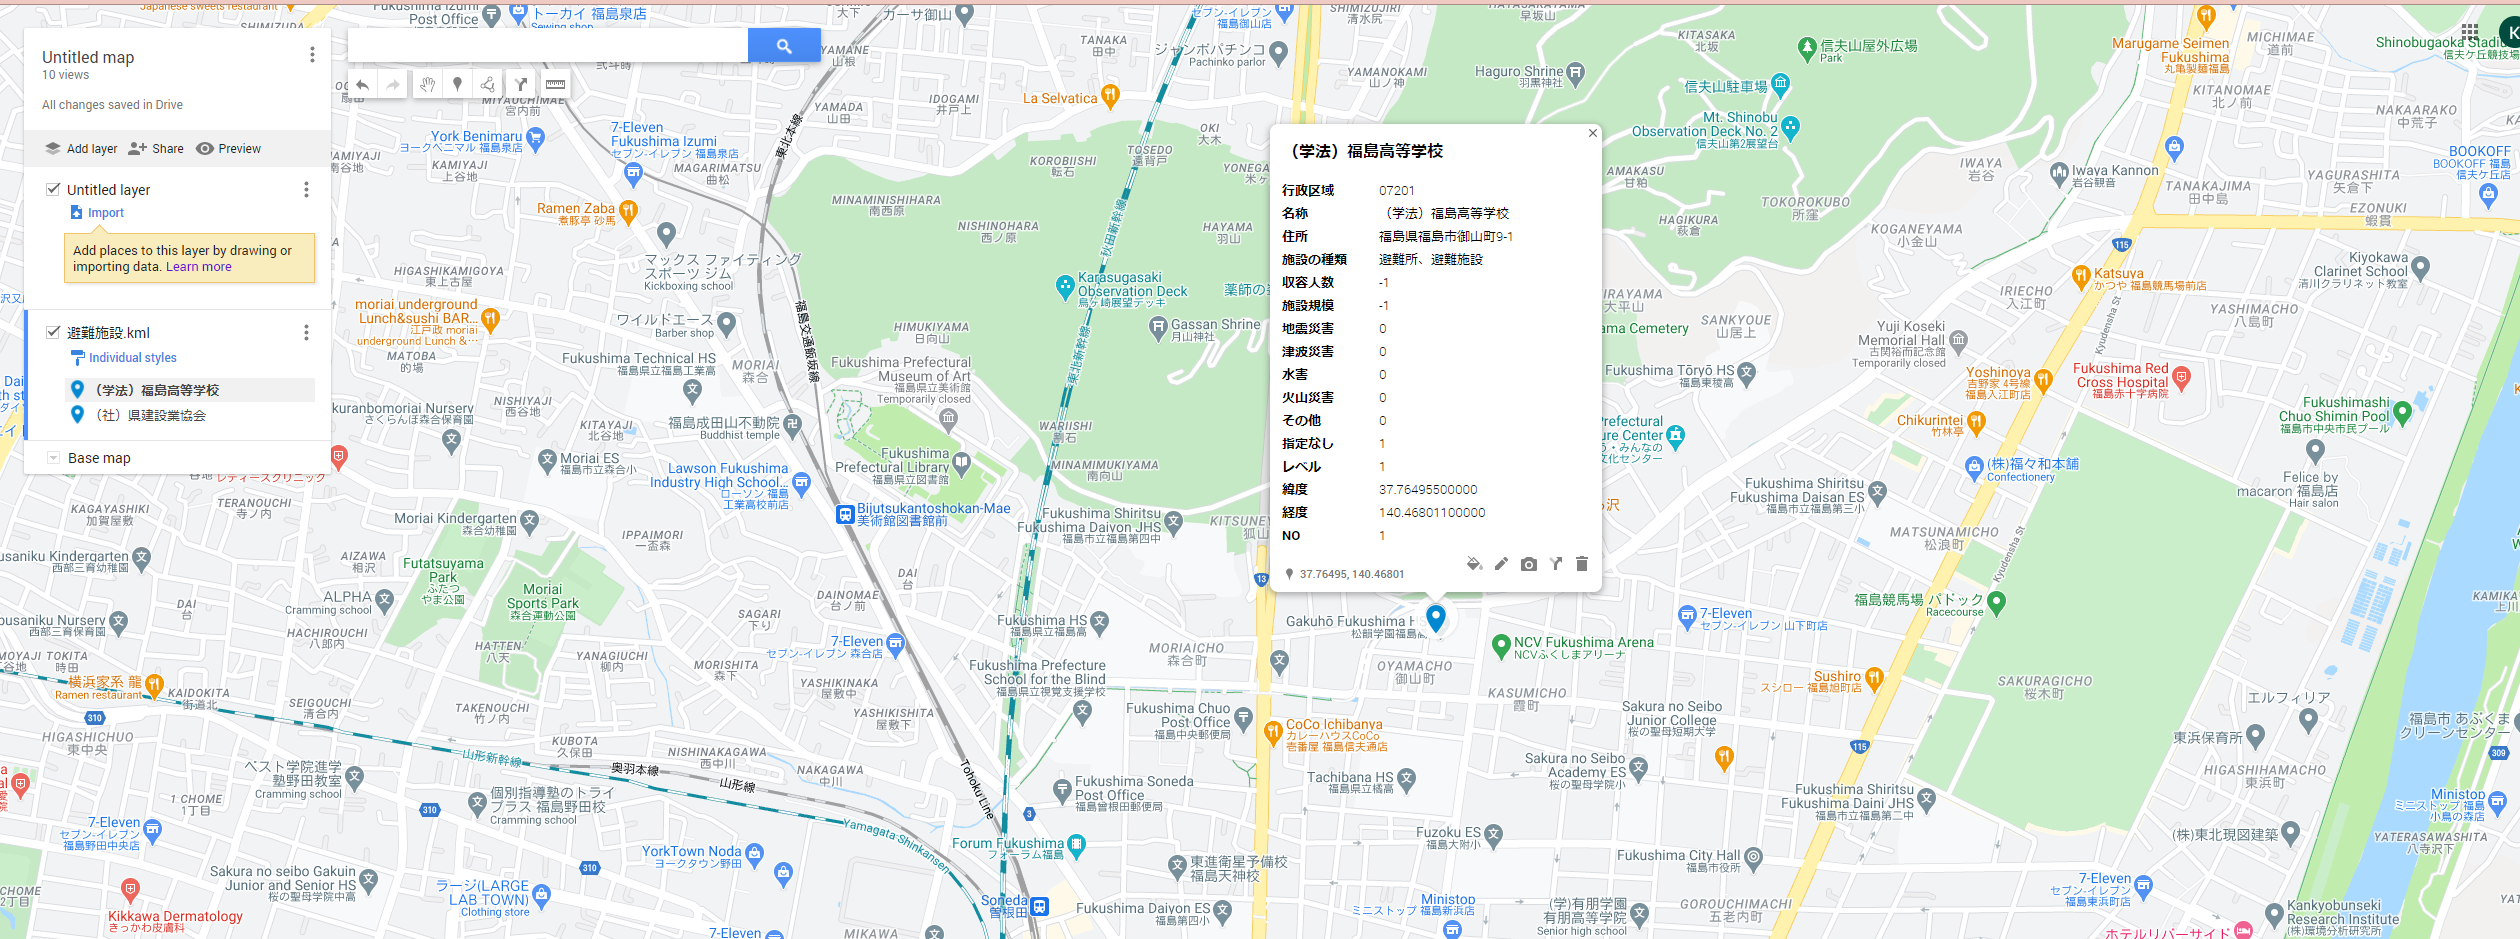 Untitled map
10 views
All changes saved in Drive
Add layer
Share
Preview
Untitled layer
Import
Add places to this layer by drawing or
importing data. Learn more
避難施設.kml
Individual styles
（学法）福島高等学校
（社）県建設業協会
Base map
（学法）福島高等学校
行政区域 07201
名称 （学法）福島高等学校
住所 福島県福島市御山町9-1
施設の種類 避難所、避難施設
収容人数 -1
施設規模 -1
地震災害 0
津波災害 0
水害 0
火山災害 0
その他 0
指定なし 1
レベル 1
緯度 37.76495500000
経度 140.46801100000
NO 1
37.76495, 140.46801
Post Office
トーカイ 福島泉店
カーサ御山
TANAKA
田中
ジャンボパチンコ
Pachinko parlor
セブン-イレブン
福島御山店
SHIMIZUJIRI
清水尻
早坂山
KITASAKA
北坂
信夫山屋外広場
Park
Marugame Seimen
Fukushima
丸亀製麺福島
MICHIMAE
道前
YAMANOKAMI
山ノ神
Haguro Shrine
羽黒神社
信夫山駐車場
KITANOMAE
北ノ前
NAKAARAKO
中荒子
La Selvatica
YAMADA
山田
IDOGAMI
井戸上
宮内前
York Benimaru
ヨークベニマル 福島泉店
7-Eleven
Fukushima Izumi
セブン-イレブン 福島泉店
東北本線
Mt. Shinobu
Observation Deck No. 2
信夫山第2展望台
OKI
大木
TOSEDO
遠背戸
KOROBIISHI
転石
KAMIYAJI
上谷地
MAGARIMATSU
曲松
AMAKASU
甘粕
IWAYA
岩谷
Iwaya Kannon
岩谷観音
BOOKOFF
BOOKOFF 福島
TANAKAJIMA
田中島
YAGURASHITA
矢倉下
EZONUKI
蝦貫
Ramen Zaba
煮豚亭 砂馬
MINAMINISHIHARA
南西原
NISHINOHARA
西ノ原
HAYAMA
羽山
秋田新幹線
HAGIKURA
萩倉
TOKOROKUBO
所窪
KOGANEYAMA
小金山
115
マックス ファイティング
スポーツ ジム
Kickboxing school
HIGASHIKAMIGOYA
東上古屋
Karasugasaki
Observation Deck
烏ヶ崎展望デッキ
Katsuya
かつや 福島競馬場前店
Kiyokawa
Clarinet School
清川クラリネット教室
IRIECHO
入江町
YASHIMACHO
八島町
moriai underground
Lunch&sushi BAR...
江戸政 moriai
underground Lunch &…
ワイルドエース
Barber shop
福島交通飯坂線
HIMUKIYAMA
日向山
Gassan Shrine
月山神社
SANKYOUE
山居上
Yuji Koseki
Memorial Hall
古関裕而記念館
Temporarily closed
MATOBA
的場
Fukushima Technical HS
福島県立福島工業高
MORIAI
森合
Fukushima Prefectural
Museum of Art
福島県立美術館
Temporarily closed
東北新幹線
Fukushima Tōryō HS
福島東稜高
Yoshinoya
吉野家 4号線
福島入江町店
Fukushima Red
Cross Hospital
福島赤十字病院
Kyudensha St
NISHIYAJI
西谷地
さくらんぼ森合保育園
KITAYAJI
北谷地
福島成田山不動院
Buddhist temple
WARIISHI
割石
Chikurintei
竹林亭
Fukushimashi
Chuo Shimin Pool
福島市中央市民プール
Moriai ES
福島市立森合小
Lawson Fukushima
Industry High School...
ローソン 福島
工業高校前店
Fukushima
Prefectural Library
福島県立図書館
MINAMIMUKIYAMA
南向山
(株)福々和本舗
Confectionery
Felice by
macaron 福島店
Hair salon
レディースクリニック
TERANOUCHI
寺ノ内
KAGAYASHIKI
加賀屋敷
Moriai Kindergarten
森合幼稚園
Bijutsukantoshokan-Mae
美術館図書館前
Fukushima Shiritsu
Fukushima Daiyon JHS
福島市立福島第四中
Fukushima Shiritsu
Fukushima Daisan ES
福島市立福島第三小
MATSUNAMICHO
松浪町
IPPAIMORI
一盃森
AIZAWA
相沢
西部三育幼稚園
Futatsuyama
Park
ふたつ
やま公園
Moriai
Sports Park
森合運動公園
DAI
台
DAINOMAE
台ノ前
13
ALPHA
Cramming school
DAI
台
SAGARI
下り
西部三育保育園
HACHIROUCHI
八郎内
HATTEN
八天
YANAGIUCHI
柳内
7-Eleven
セブン-イレブン 森合店
MORISHITA
森下
Fukushima HS
福島県立福島高
Gakuhō Fukushima
NCV Fukushima Arena
NCVふくしまアリーナ
7-Eleven
セブン-イレブン 山下町店
福島競馬場 パドック
Racecourse
MORIAICHO
森合町
OYAMACHO
御山町
Fukushima Prefecture
School for the Blind
福島県立視覚支援学校
横浜家系 龍
Ramen restaurant
KAIDOKITA
街道北
YASHIKINAKA
屋敷中
YASHIKISHITA
屋敷下
KASUMICHO
霞町
Sushiro
スシロー 福島旭町店
SAKURAGICHO
桜木町
310
HIGASHICHUO
東中央
SEIGOUCHI
清合内
TAKENOUCHI
竹ノ内
Fukushima Chuo
Post Office
福島中央郵便局
CoCo Ichibanya
カレーハウスCoCo
壱番屋 福島信夫通店
Sakura no Seibo
Junior College
桜の聖母短期大学
エルフィリア
福島市 あぶくま
クリーンセンター
東浜保育所
309
KUBOTA
久保田
NISHINAKAGAWA
西中川
NAKAGAWA
中川
山形新幹線
奥羽本線
山形線
Tohoku Line
115
ベスト学院進学
塾野田教室
Cramming school
Fukushima Soneda
Post Office
福島曽根田郵便局
Tachibana HS
福島県立橘高
Sakura no Seibo
Academy ES
桜の聖母学院小
HIGASHIHAMACHO
東浜町
1 CHOME
1丁目
個別指導塾のトライ
プラス 福島野田校
Cramming school
310
3
Fukushima Shiritsu
Fukushima Daini JHS
福島市立福島第二中
Ministop
ミニストップ 福島
小鳥の森店
7-Eleven
セブン-イレブン
福島野田中央店
Yamagata Shinkansen
Forum Fukushima
フォーラム福島
Fuzoku ES
福島大附小
(株)東北現図建築
YATERASAWASHITA
八寺沢下
YorkTown Noda
ヨークタウン野田
310
東進衛星予備校
福島天神校
Fukushima City Hall
福島市役所
Sakura no seibo Gakuin
Junior and Senior HS
桜の聖母学院中高
ラージ(LARGE
LAB TOWN)
Clothing store
Soneda
曽根田
Fukushima Daiyon ES
福島第四小
Ministop
ミニストップ 福島新浜店
(学)有朋学園
有朋高等学院
Senior high school
GOROUCHIMACHI
五老内町
7-Eleven
セブン-イレブン
福島東浜町店
Kankyobunseki
Research Institute
(株)環境分析研究所
Kikkawa Dermatology
きっかわ皮膚科
7-Eleven
MIKAWA
ホテルリバーサイド